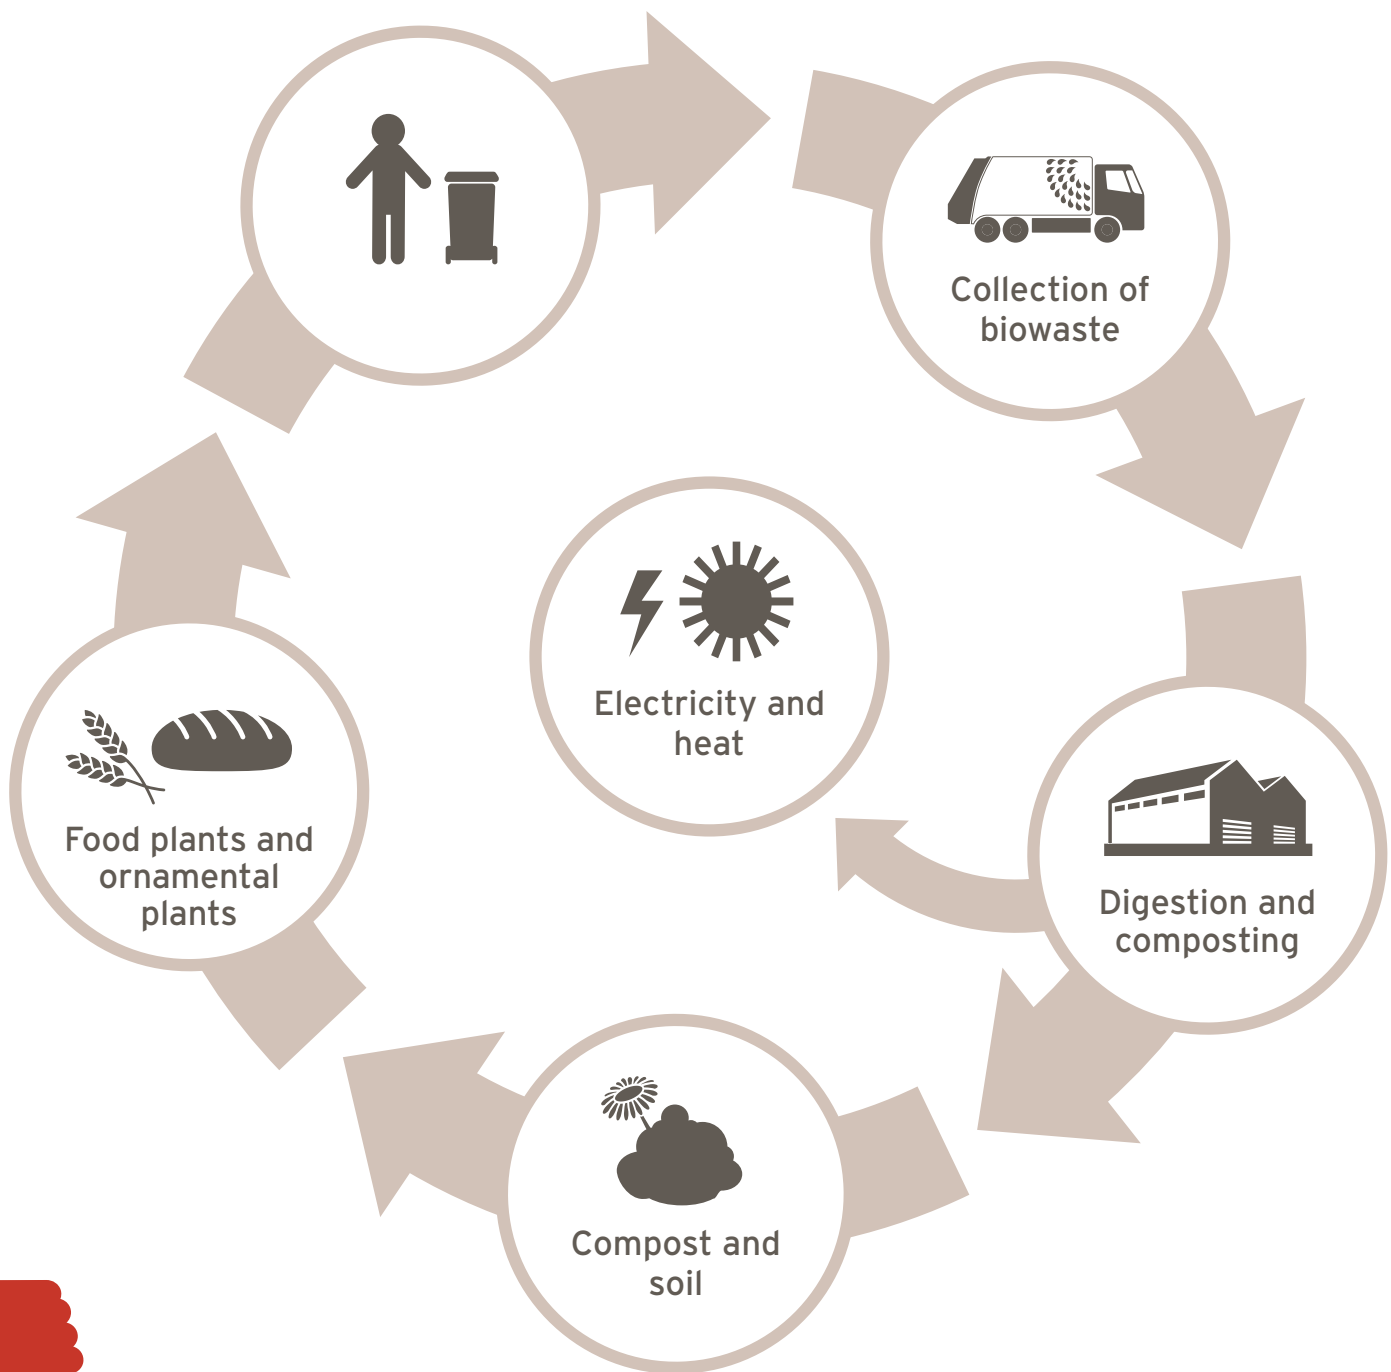 Collection of
biowaste
Electricity and
heat
Food plants and
ornamental
plants
Digestion and
composting
Compost and
soil